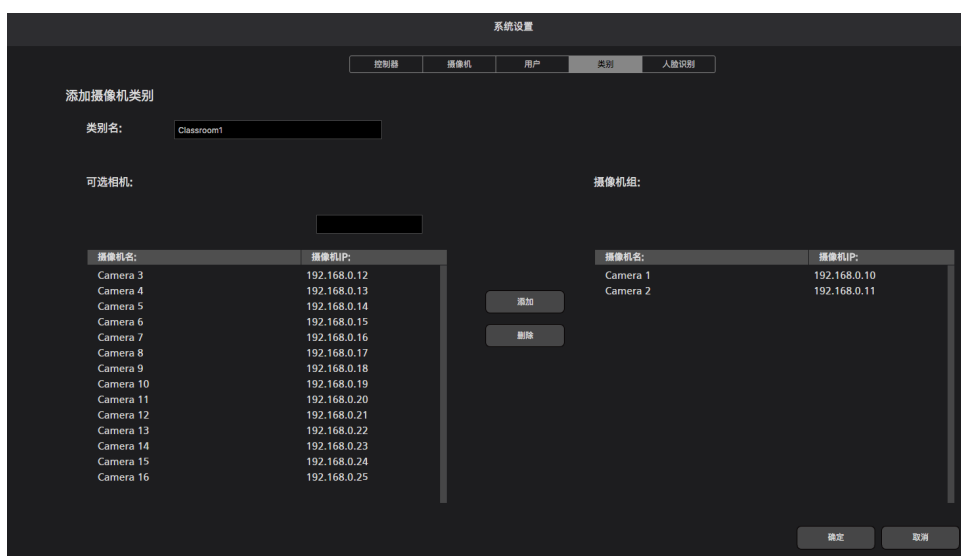 系统设置
控制器 摄像机 用户 类别 人脸识别
添加摄像机类别
类别名: Classroom1
可选相机: 摄像机组:
摄像机名: 摄像机IP: 摄像机名: 摄像机IP:
Camera 3 192.168.0.12 Camera 1 192.168.0.10
Camera 4 192.168.0.13 Camera 2 192.168.0.11
Camera 5 192.168.0.14 添加
Camera 6 192.168.0.15
Camera 7 192.168.0.16 删除
Camera 8 192.168.0.17
Camera 9 192.168.0.18
Camera 10 192.168.0.19
Camera 11 192.168.0.20
Camera 12 192.168.0.21
Camera 13 192.168.0.22
Camera 14 192.168.0.23
Camera 15 192.168.0.24
Camera 16 192.168.0.25
确定 取消